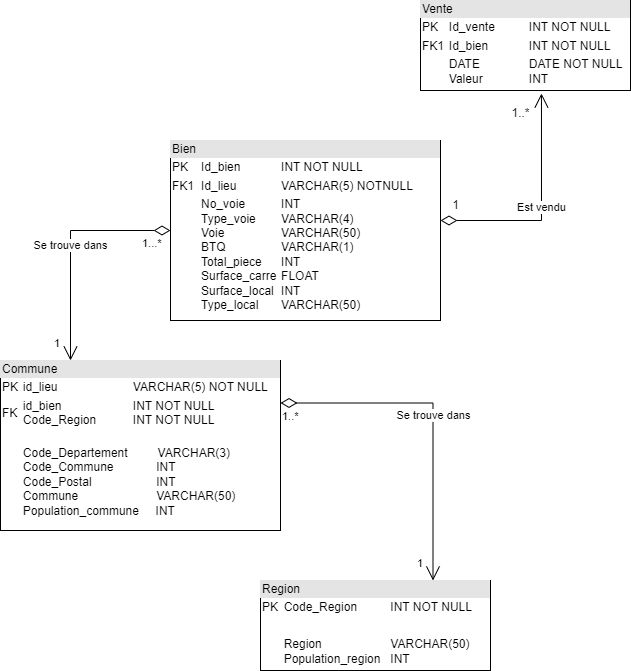 Vente
PK Id_vente INT NOT NULL
FK1 Id_bien INT NOT NULL
DATE DATE NOT NULL
Valeur INT
1..*
Bien
PK Id_bien INT NOT NULL
FK1 Id_lieu VARCHAR(5) NOTNULL
No_voie INT
Type_voie VARCHAR(4)
Voie VARCHAR(50)
BTQ VARCHAR(1)
Total_piece INT
Surface_carre FLOAT
Surface_local INT
Type_local VARCHAR(50)
1
Est vendu
1...*
Se trouve dans
1
Commune
PK id_lieu VARCHAR(5) NOT NULL
FK id_bien INT NOT NULL
Code_Region INT NOT NULL
Code_Departement VARCHAR(3)
Code_Commune INT
Code_Postal INT
Commune VARCHAR(50)
Population_commune INT
1..*
Se trouve dans
1
Region
PK Code_Region INT NOT NULL
Region VARCHAR(50)
Population_region INT